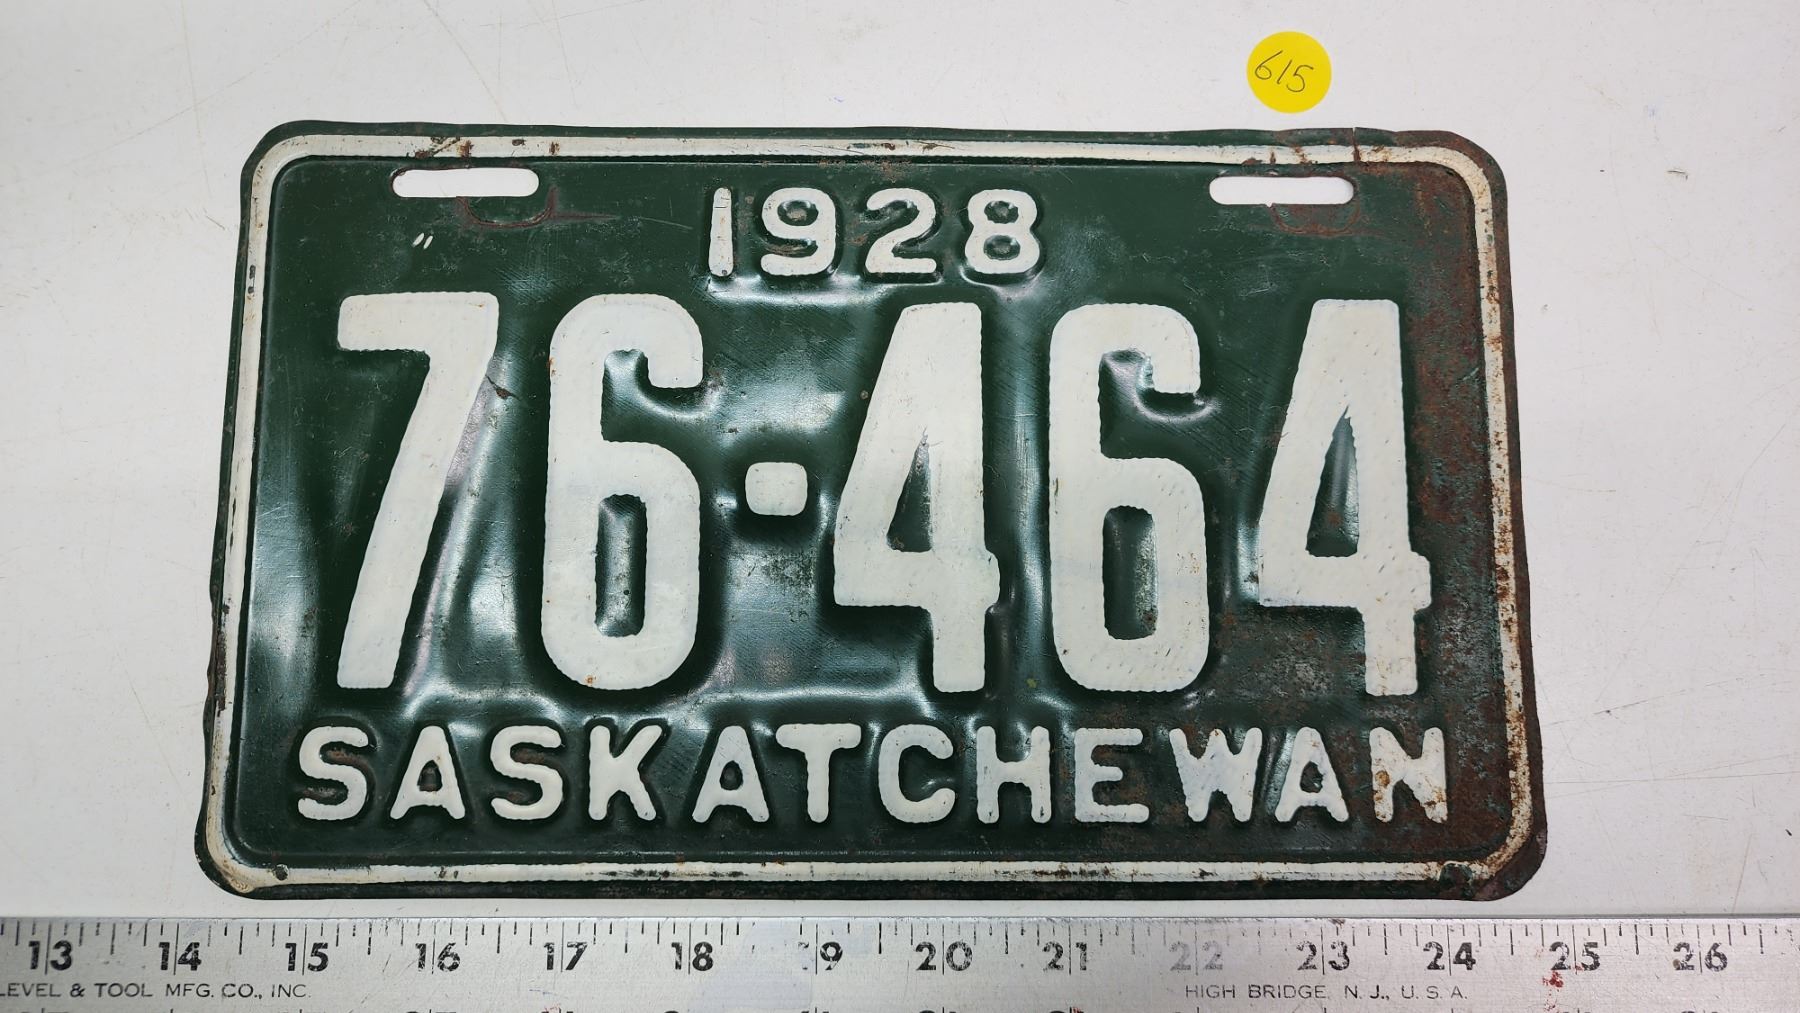 615
1928
76·464
SASKATCHEWAN
13 14 15 16 17 18 19 20 21 22 23 24 25 26
LEVEL & TOOL MFG. CO., INC. HIGH BRIDGE, N. J., U. S. A.